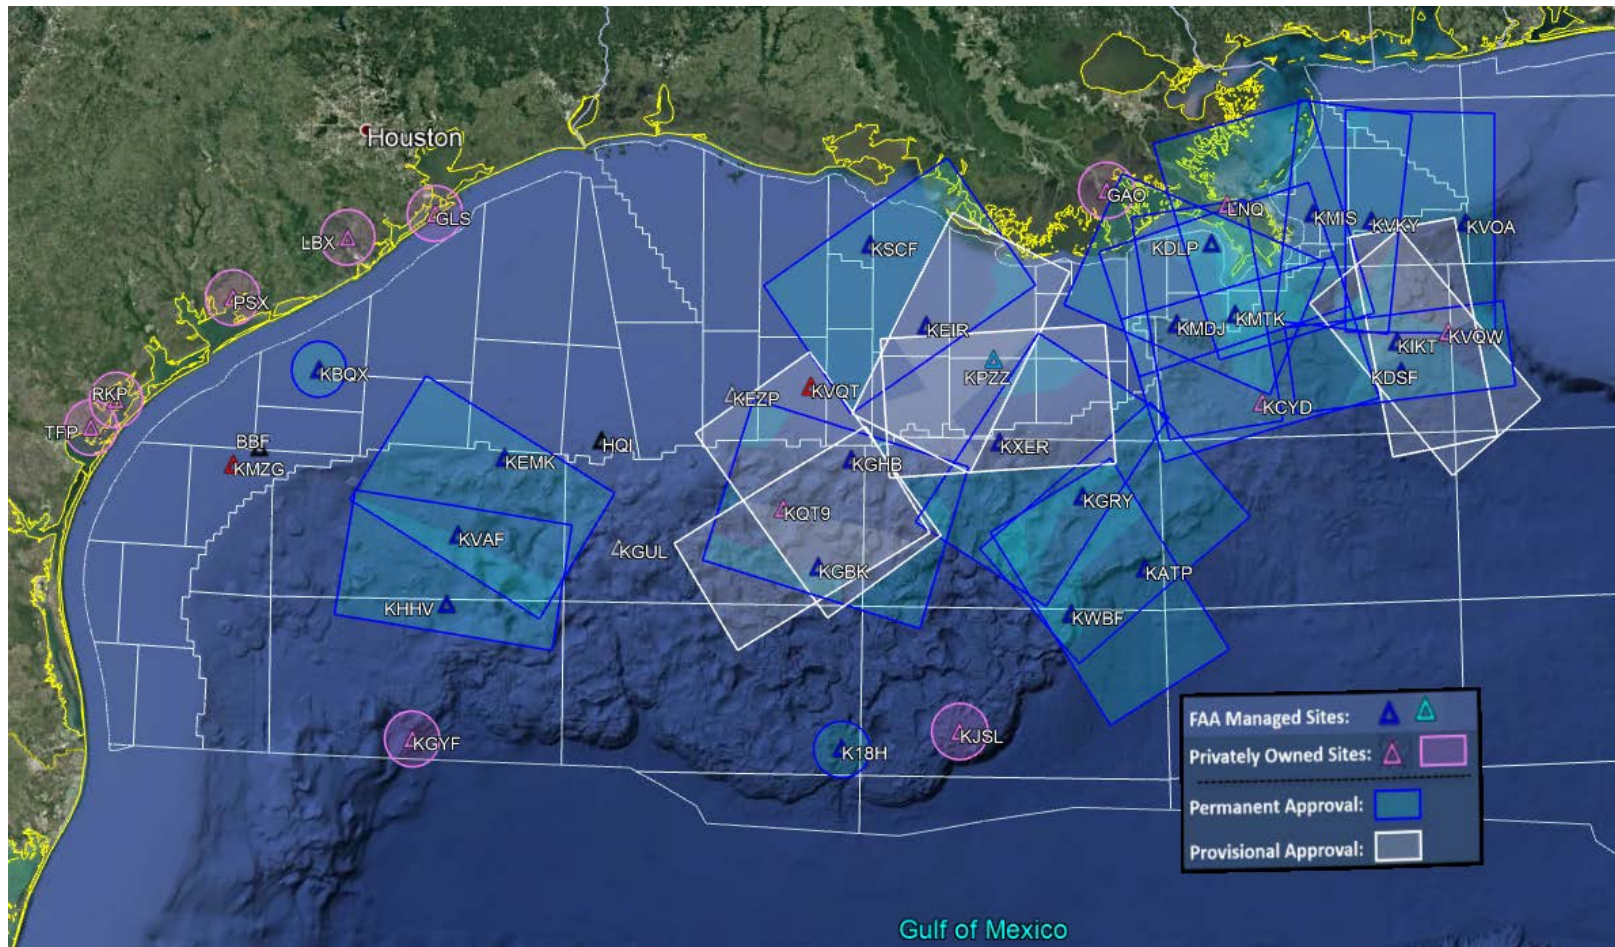 Houston
GLS
GAO
LNQ
KMIS
KVKY
KVOA
LBX
KSCF
KDLP
PSX
KEIR
KMDJ
KMTK
KIKT
KVQW
KBQX
KPZZ
KDSF
RKP
KEZP
KVQT
KCYD
TFP
BBF
HQI
KXER
KMZG
KEMK
KGHB
KGRY
KQT9
KVAF
KGUL
KGBK
KATP
KHHV
KWBF
KGYF
K18H
KJSL
FAA Managed Sites:
Privately Owned Sites:
Permanent Approval:
Provisional Approval:
Gulf of Mexico